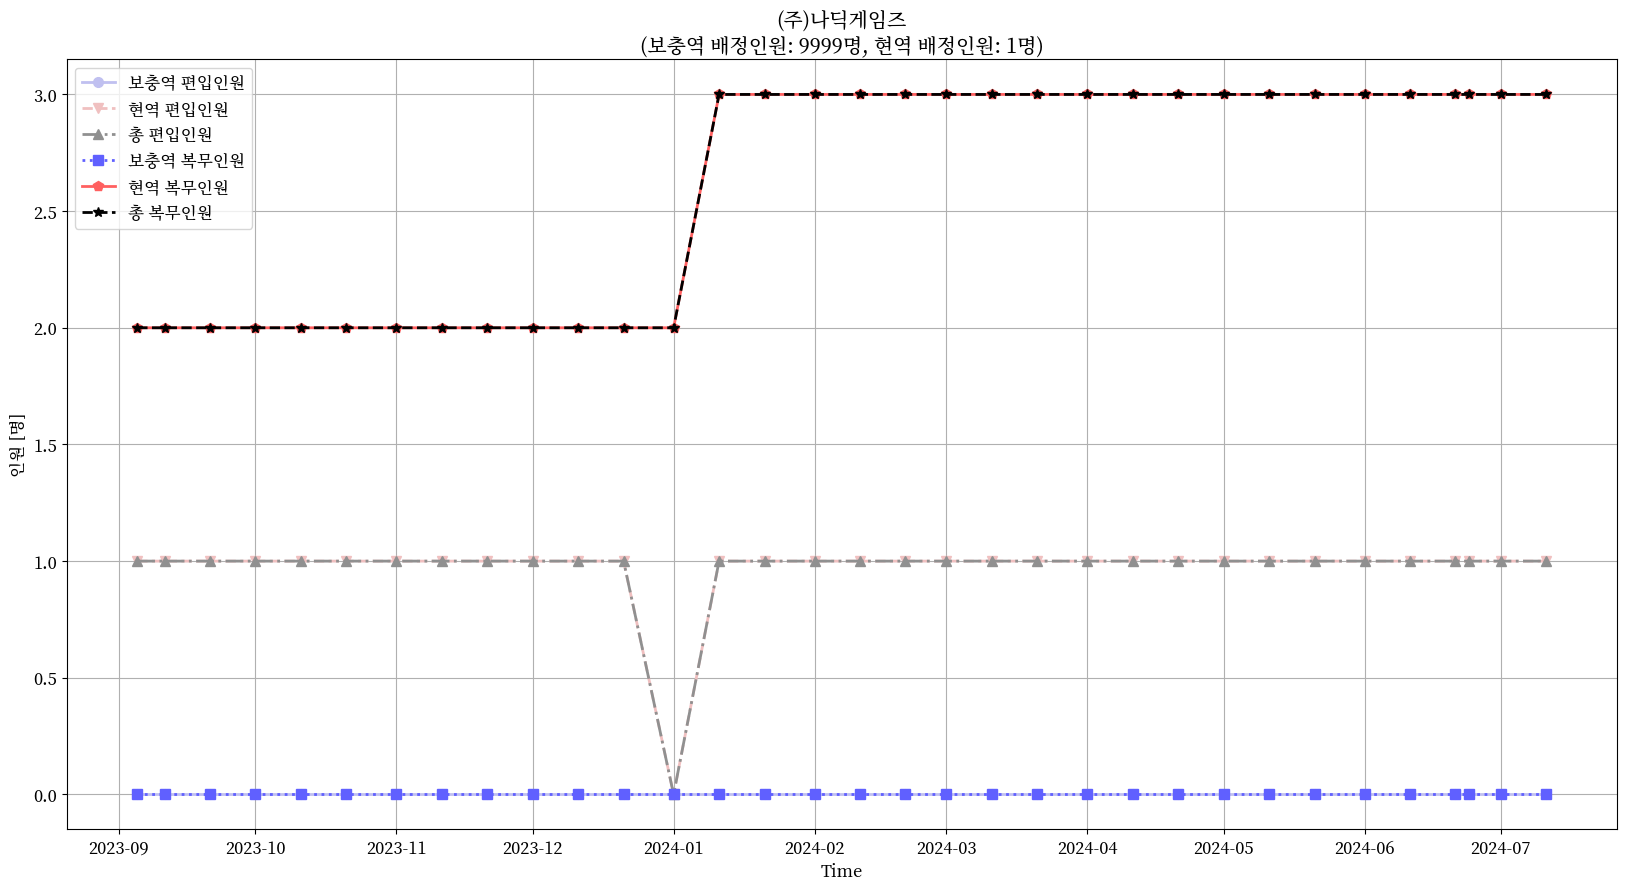 (주)나딕게임즈
(보충역 배정인원: 9999명, 현역 배정인원: 1명)
보충역 편입인원
현역 편입인원
총 편입인원
보충역 복무인원
현역 복무인원
총 복무인원
인원 [명]
3.0
2.5
2.0
1.5
1.0
0.5
0.0
2023-09
2023-10
2023-11
2023-12
2024-01
2024-02
2024-03
2024-04
2024-05
2024-06
2024-07
Time